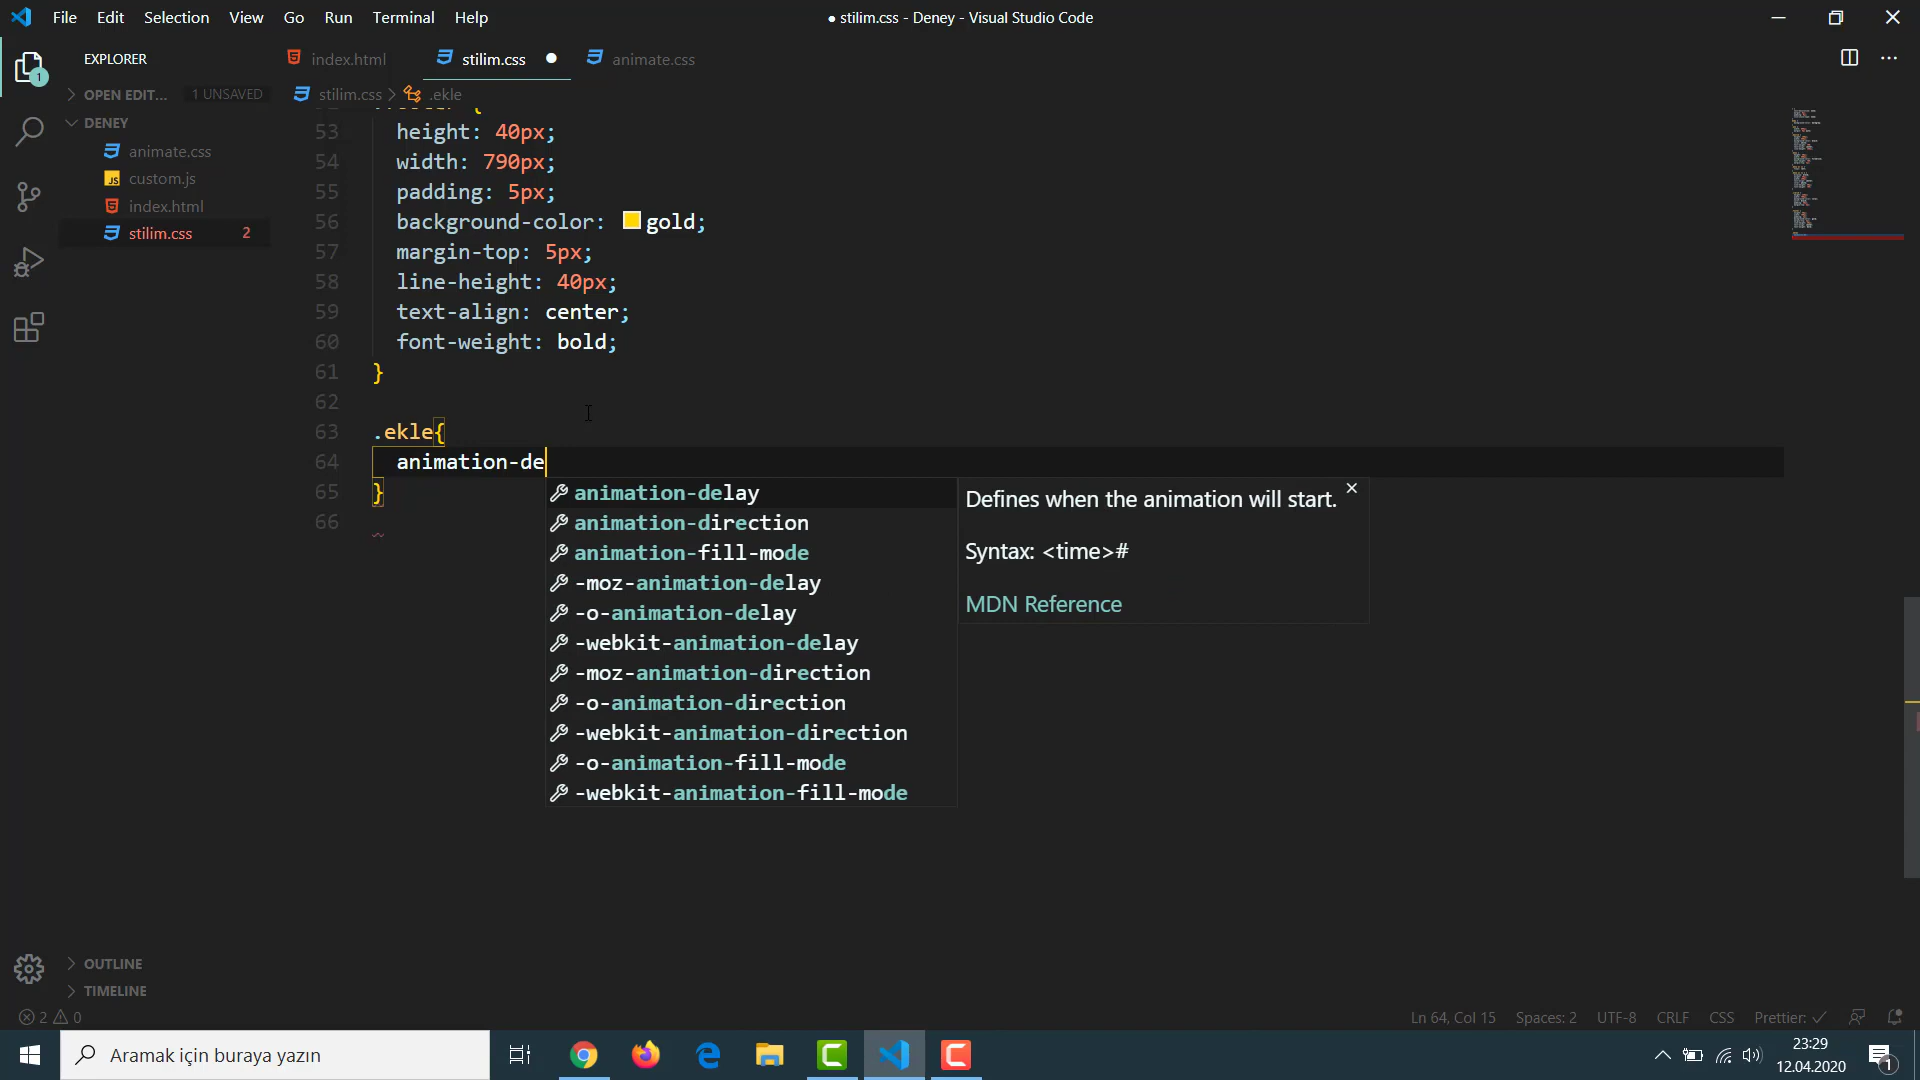 File Edit Selection View Go Run Terminal Help
● stilim.css - Deney - Visual Studio Code
EXPLORER
index.html
stilim.css ●
animate.css
OPEN EDIT... 1 UNSAVED
stilim.css > .ekle
DENEY
animate.css
custom.js
index.html
stilim.css 2
53 height: 40px;
54 width: 790px;
55 padding: 5px;
56 background-color: gold;
57 margin-top: 5px;
58 line-height: 40px;
59 text-align: center;
60 font-weight: bold;
61 }
62
63 .ekle{
64 animation-de
65 }
66
animation-delay
animation-direction
animation-fill-mode
-moz-animation-delay
-o-animation-delay
-webkit-animation-delay
-moz-animation-direction
-o-animation-direction
-webkit-animation-direction
-o-animation-fill-mode
-webkit-animation-fill-mode
Defines when the animation will start.
Syntax: <time>#
MDN Reference
OUTLINE
TIMELINE
2 0
Ln 64, Col 15 Spaces: 2 UTF-8 CRLF CSS Prettier: ✓
Aramak için buraya yazın
23:29
12.04.2020
1
1